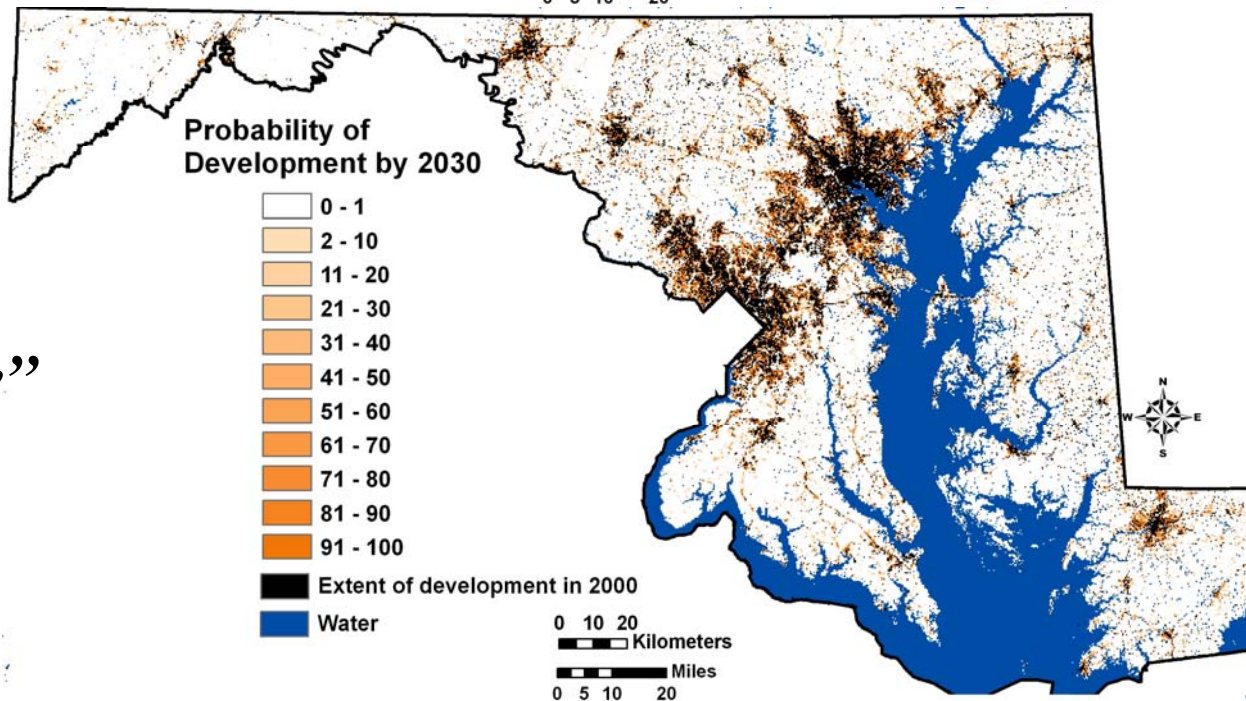 Probability of
Development by 2030
0 - 1
2 - 10
11 - 20
21 - 30
31 - 40
41 - 50
51 - 60
61 - 70
71 - 80
81 - 90
91 - 100
Extent of development in 2000
Water
0 10 20
Kilometers
Miles
0 5 10 20
N
W E
S